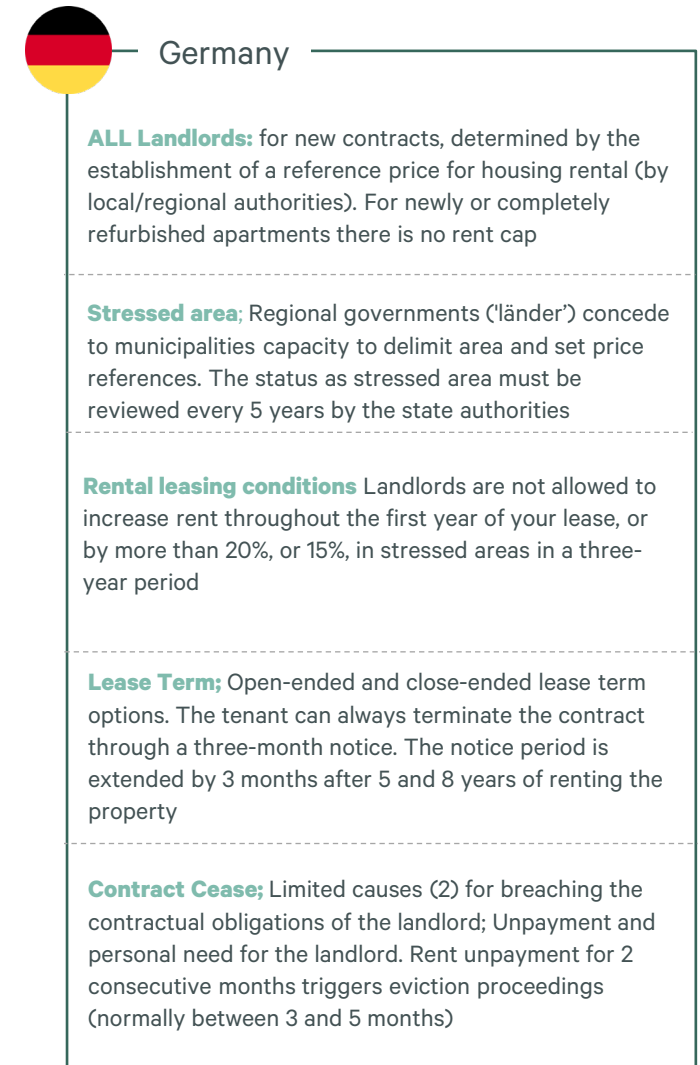 Germany
ALL Landlords: for new contracts, determined by the
establishment of a reference price for housing rental (by
local/regional authorities). For newly or completely
refurbished apartments there is no rent cap
Stressed area; Regional governments ('länder’) concede
to municipalities capacity to delimit area and set price
references. The status as stressed area must be
reviewed every 5 years by the state authorities
Rental leasing conditions Landlords are not allowed to
increase rent throughout the first year of your lease, or
by more than 20%, or 15%, in stressed areas in a three-
year period
Lease Term; Open-ended and close-ended lease term
options. The tenant can always terminate the contract
through a three-month notice. The notice period is
extended by 3 months after 5 and 8 years of renting the
property
Contract Cease; Limited causes (2) for breaching the
contractual obligations of the landlord; Unpayment and
personal need for the landlord. Rent unpayment for 2
consecutive months triggers eviction proceedings
(normally between 3 and 5 months)